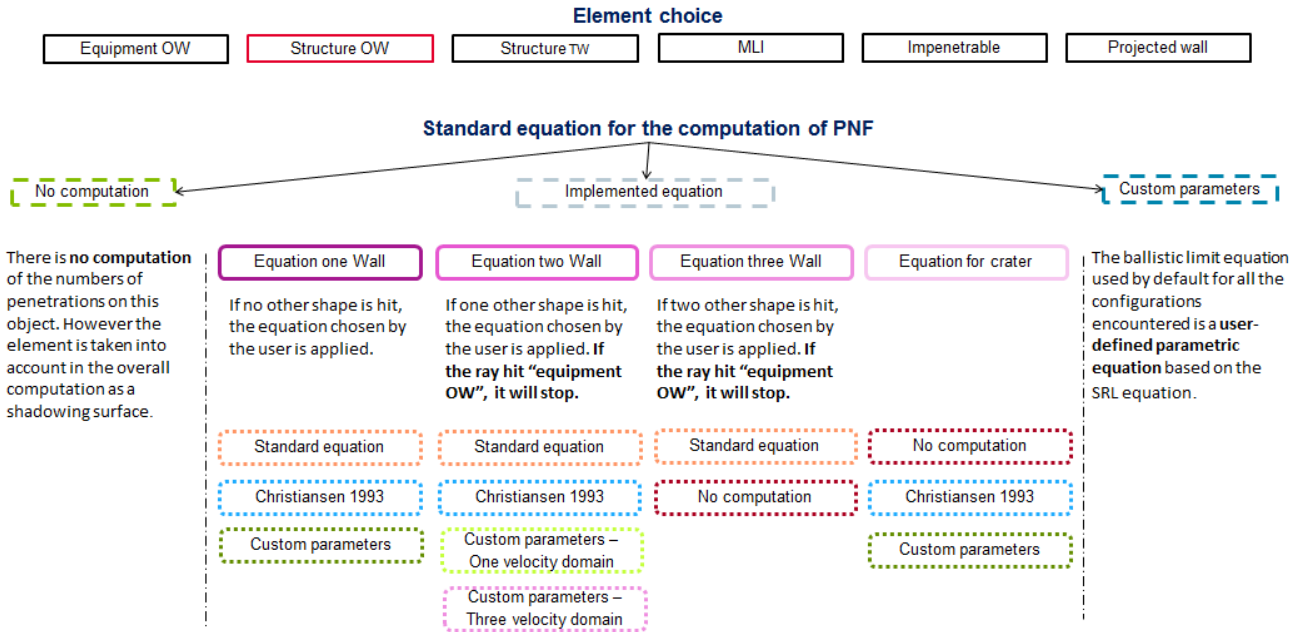 Element choice
Equipment OW
Structure OW
Structure TW
MLI
Impenetrable
Projected wall
Standard equation for the computation of PNF
No computation
Implemented equation
Custom parameters
There is no computation
of the numbers of
penetrations on this
object. However the
element is taken into
account in the overall
computation as a
shadowing surface.
Equation one Wall
If no other shape is hit,
the equation chosen by
the user is applied.
Standard equation
Christiansen 1993
Custom parameters
Equation two Wall
If one other shape is hit,
the equation chosen by
the user is applied. If
the ray hit “equipment
OW”, it will stop.
Standard equation
Christiansen 1993
Custom parameters –
One velocity domain
Custom parameters –
Three velocity domain
Equation three Wall
If two other shape is hit,
the equation chosen by
the user is applied. If
the ray hit “equipment
OW”, it will stop.
Standard equation
No computation
Equation for crater
No computation
Christiansen 1993
Custom parameters
The ballistic limit equation
used by default for all the
configurations
encountered is a user-
defined parametric
equation based on the
SRL equation.